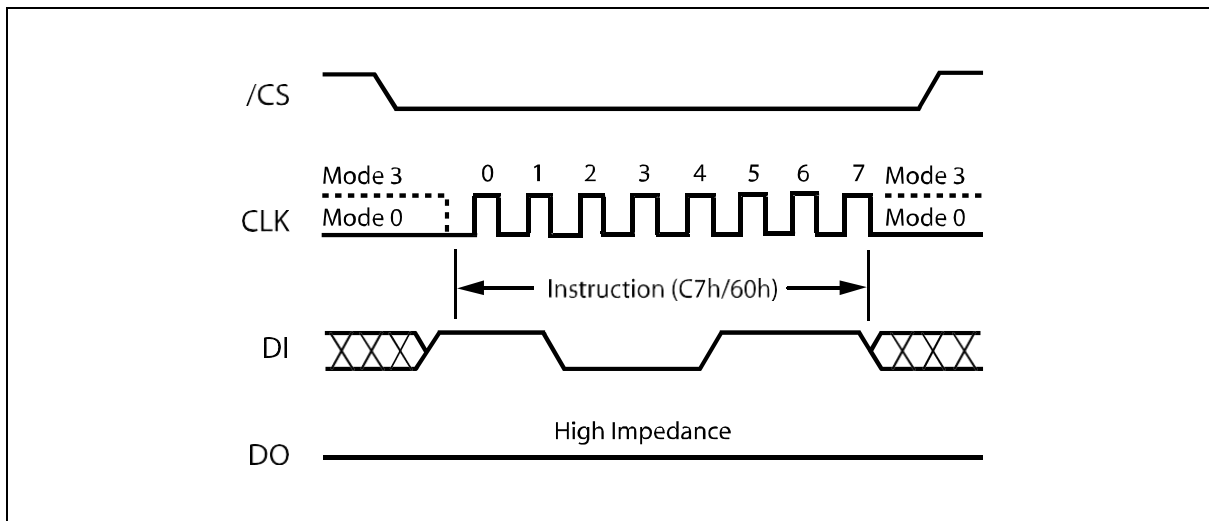 /CS
Mode 3 0 1 2 3 4 5 6 7 Mode 3
CLK Mode 0 Mode 0
Instruction (C7h/60h)
DI
High Impedance
DO